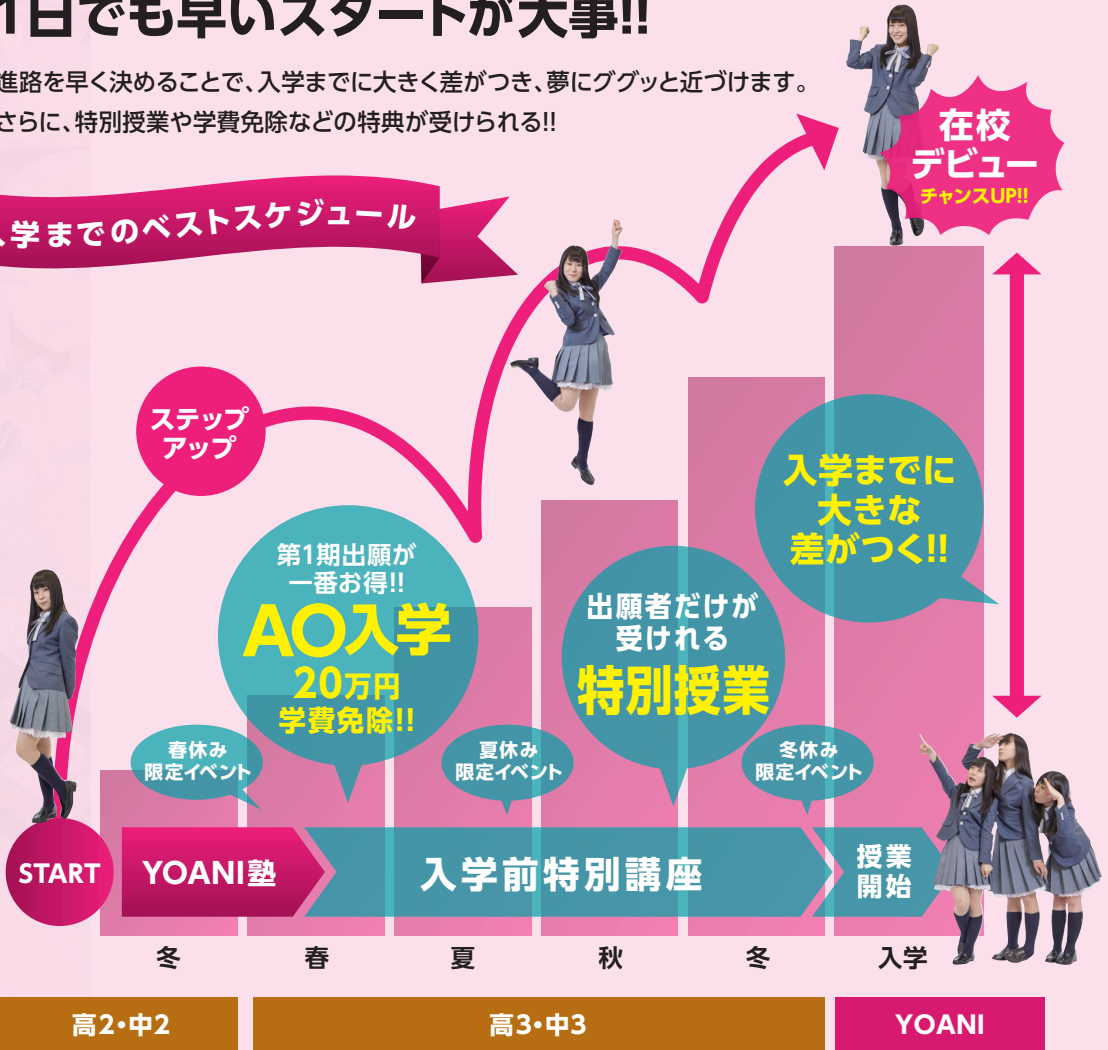 1日でも早いスタートが大事!!
進路を早く決めることで、入学までに大きく差がつき、夢にググッと近づけます。
さらに、特別授業や学費免除などの特典が受けられる!!
入学までのベストスケジュール
在校
デビュー
チャンスUP!!
ステップ
アップ
入学までに
大きな
差がつく!!
第1期出願が
一番お得!!
AO入学
20万円
学費免除!!
出願者だけが
受けれる
特別授業
春休み
限定イベント
夏休み
限定イベント
冬休み
限定イベント
START
YOANI塾
入学前特別講座
授業
開始
冬
春
夏
秋
冬
入学
高2・中2
高3・中3
YOANI